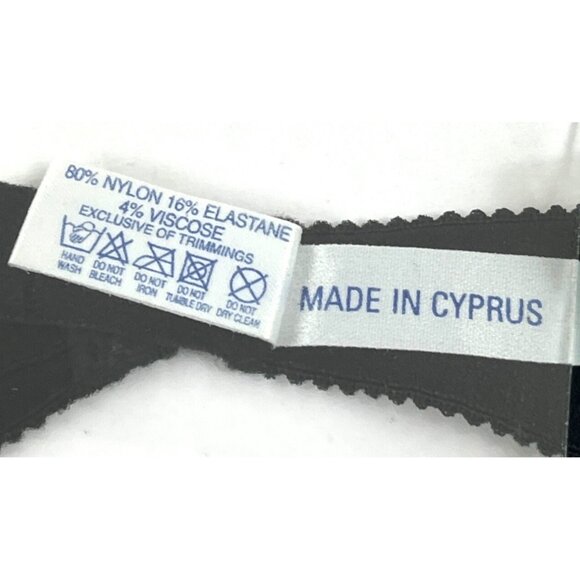 80% NYLON 16% ELASTANE
4% VISCOSE
EXCLUSIVE OF TRIMMINGS
HAND WASH
DO NOT BLEACH
DO NOT IRON
DO NOT TUMBLE DRY
DO NOT DRY CLEAN
MADE IN CYPRUS